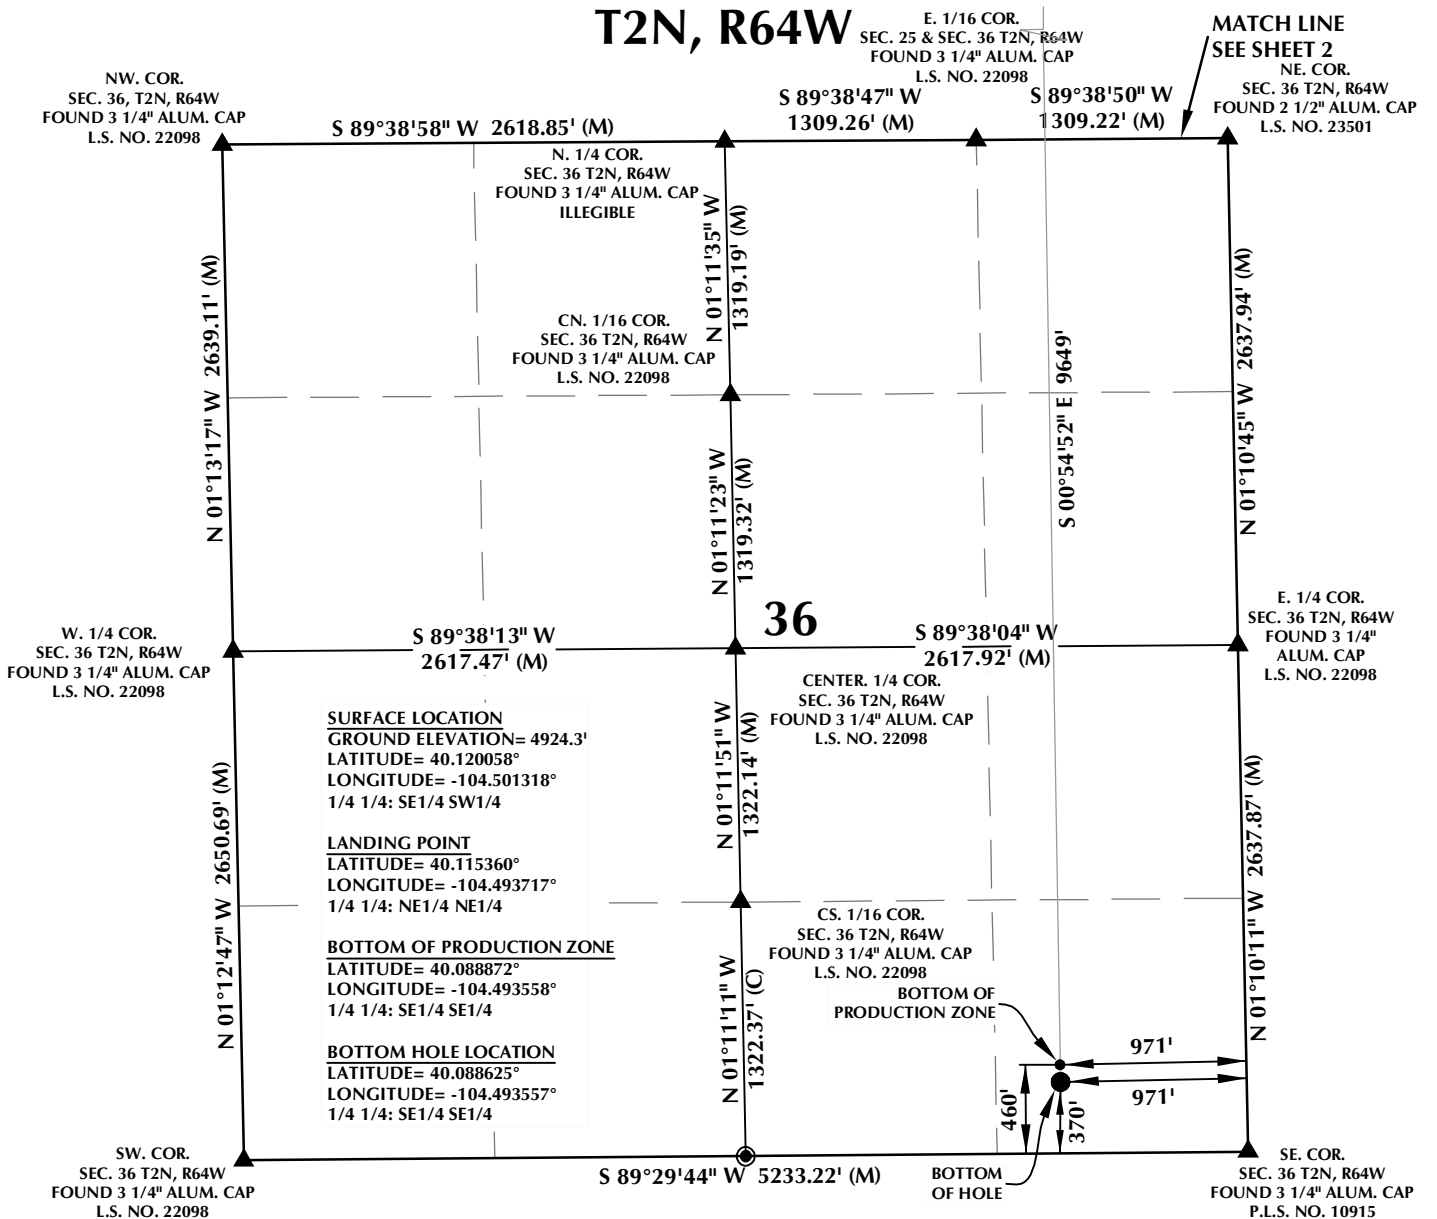 T2N, R64W
E. 1/16 COR.
SEC. 25 & SEC. 36 T2N, R64W
FOUND 3 1/4" ALUM. CAP
L.S. NO. 22098
MATCH LINE
SEE SHEET 2
NW. COR.
SEC. 36, T2N, R64W
FOUND 3 1/4" ALUM. CAP
L.S. NO. 22098
NE. COR.
SEC. 36 T2N, R64W
FOUND 2 1/2" ALUM. CAP
L.S. NO. 23501
S 89°38'58" W 2618.85' (M)
S 89°38'47" W
1309.26' (M)
S 89°38'50" W
1309.22' (M)
N. 1/4 COR.
SEC. 36 T2N, R64W
FOUND 3 1/4" ALUM. CAP
ILLEGIBLE
N 01°11'35" W
1319.19' (M)
N 01°13'17" W 2639.11' (M)
N 01°10'45" W 2637.94' (M)
CN. 1/16 COR.
SEC. 36 T2N, R64W
FOUND 3 1/4" ALUM. CAP
L.S. NO. 22098
S 00°54'52" E 9649'
N 01°11'23" W
1319.32' (M)
36
W. 1/4 COR.
SEC. 36 T2N, R64W
FOUND 3 1/4" ALUM. CAP
L.S. NO. 22098
S 89°38'13" W
2617.47' (M)
S 89°38'04" W
2617.92' (M)
E. 1/4 COR.
SEC. 36 T2N, R64W
FOUND 3 1/4"
ALUM. CAP
L.S. NO. 22098
CENTER. 1/4 COR.
SEC. 36 T2N, R64W
FOUND 3 1/4" ALUM. CAP
L.S. NO. 22098
SURFACE LOCATION
GROUND ELEVATION= 4924.3'
LATITUDE= 40.120058°
LONGITUDE= -104.501318°
1/4 1/4: SE1/4 SW1/4
LANDING POINT
LATITUDE= 40.115360°
LONGITUDE= -104.493717°
1/4 1/4: NE1/4 NE1/4
BOTTOM OF PRODUCTION ZONE
LATITUDE= 40.088872°
LONGITUDE= -104.493558°
1/4 1/4: SE1/4 SE1/4
BOTTOM HOLE LOCATION
LATITUDE= 40.088625°
LONGITUDE= -104.493557°
1/4 1/4: SE1/4 SE1/4
N 01°12'47" W 2650.69' (M)
N 01°11'51" W
1322.14' (M)
N 01°10'11" W 2637.87' (M)
CS. 1/16 COR.
SEC. 36 T2N, R64W
FOUND 3 1/4" ALUM. CAP
L.S. NO. 22098
N 01°11'11" W
1322.37' (C)
BOTTOM OF
PRODUCTION ZONE
971'
971'
460'
370'
BOTTOM
OF HOLE
SW. COR.
SEC. 36 T2N, R64W
FOUND 3 1/4" ALUM. CAP
L.S. NO. 22098
S 89°29'44" W 5233.22' (M)
SE. COR.
SEC. 36 T2N, R64W
FOUND 3 1/4" ALUM. CAP
P.L.S. NO. 10915